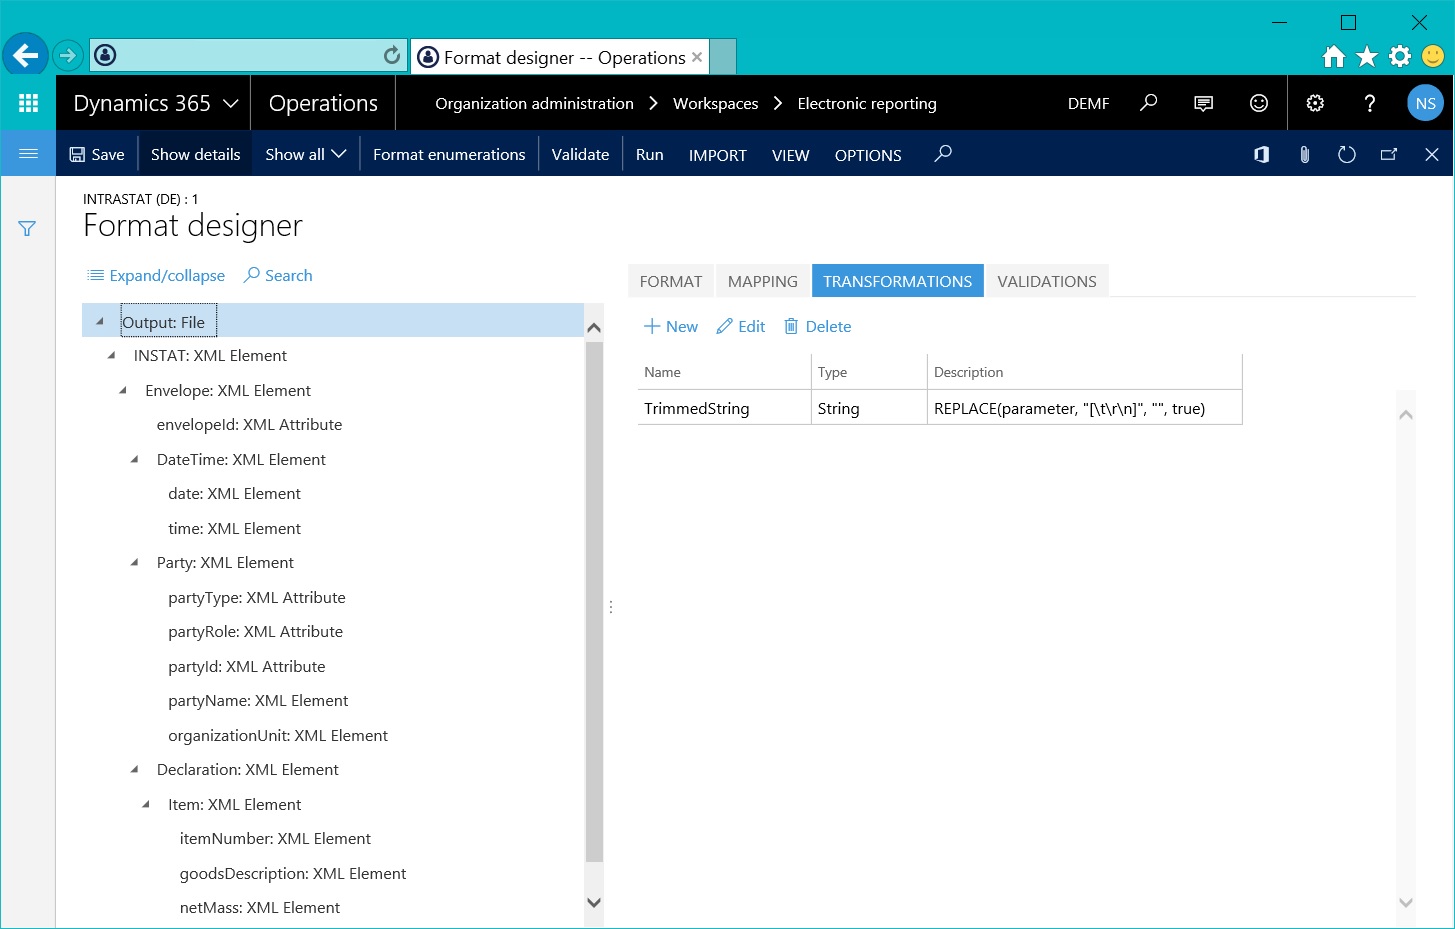 Format designer -- Operations
Dynamics 365 Operations Organization administration Workspaces Electronic reporting DEMF ? NS
Save Show details Show all Format enumerations Validate Run IMPORT VIEW OPTIONS
INTRASTAT (DE) : 1
Format designer
Expand/collapse Search
FORMAT MAPPING TRANSFORMATIONS VALIDATIONS
New Edit Delete
Name Type Description
TrimmedString String REPLACE(parameter, "[\t\r\n]", "", true)
Output: File
INSTAT: XML Element
Envelope: XML Element
envelopeId: XML Attribute
DateTime: XML Element
date: XML Element
time: XML Element
Party: XML Element
partyType: XML Attribute
partyRole: XML Attribute
partyId: XML Attribute
partyName: XML Element
organizationUnit: XML Element
Declaration: XML Element
Item: XML Element
itemNumber: XML Element
goodsDescription: XML Element
netMass: XML Element